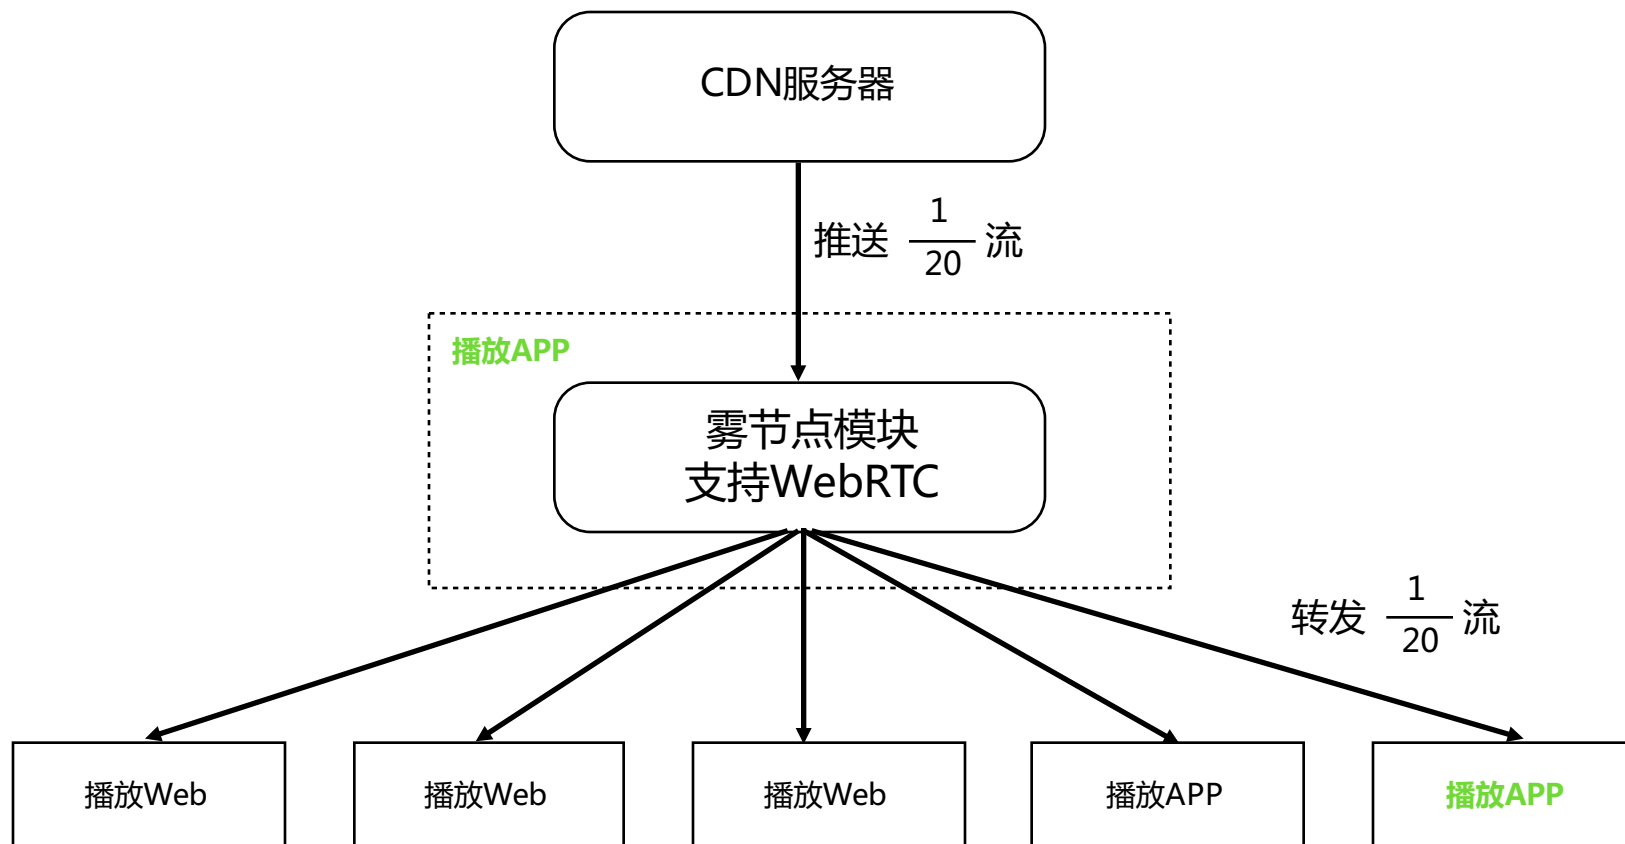 CDN服务器
推送 1/20 流
播放APP
雾节点模块
支持WebRTC
转发 1/20 流
播放Web
播放Web
播放Web
播放APP
播放APP